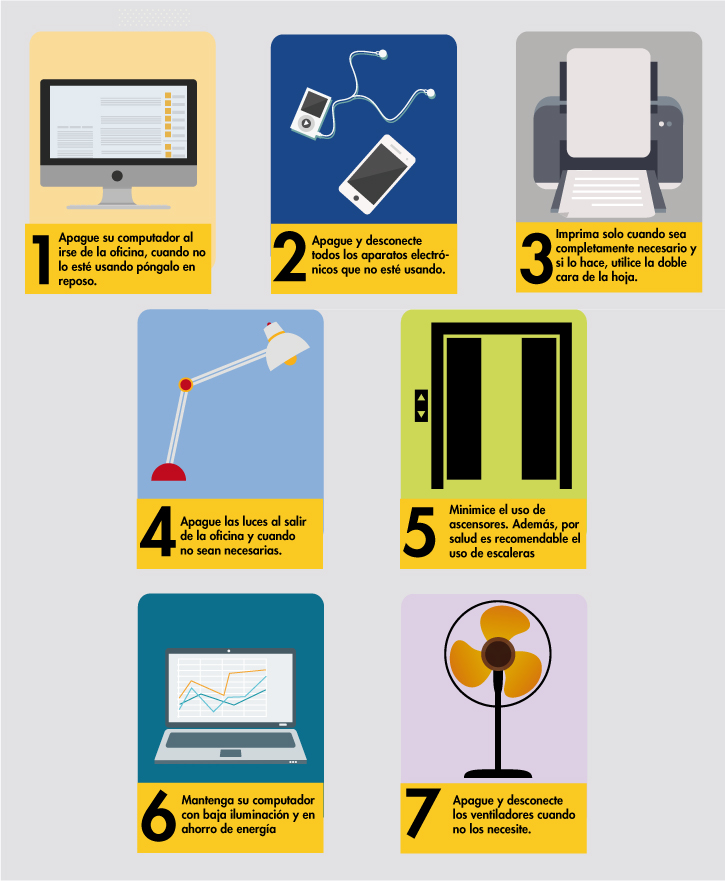 1
Apague su computador al
irse de la oficina, cuando no
lo esté usando póngalo en
reposo.
2
Apague y desconecte
todos los aparatos electró-
nicos que no esté usando.
3
Imprima solo cuando sea
completamente necesario y
si lo hace, utilice la doble
cara de la hoja.
4
Apague las luces al salir
de la oficina y cuando
no sean necesarias.
5
Minimice el uso de
ascensores. Además, por
salud es recomendable el
uso de escaleras
6
Mantenga su computador
con baja iluminación y en
ahorro de energía
7
Apague y desconecte
los ventiladores cuando
no los necesite.